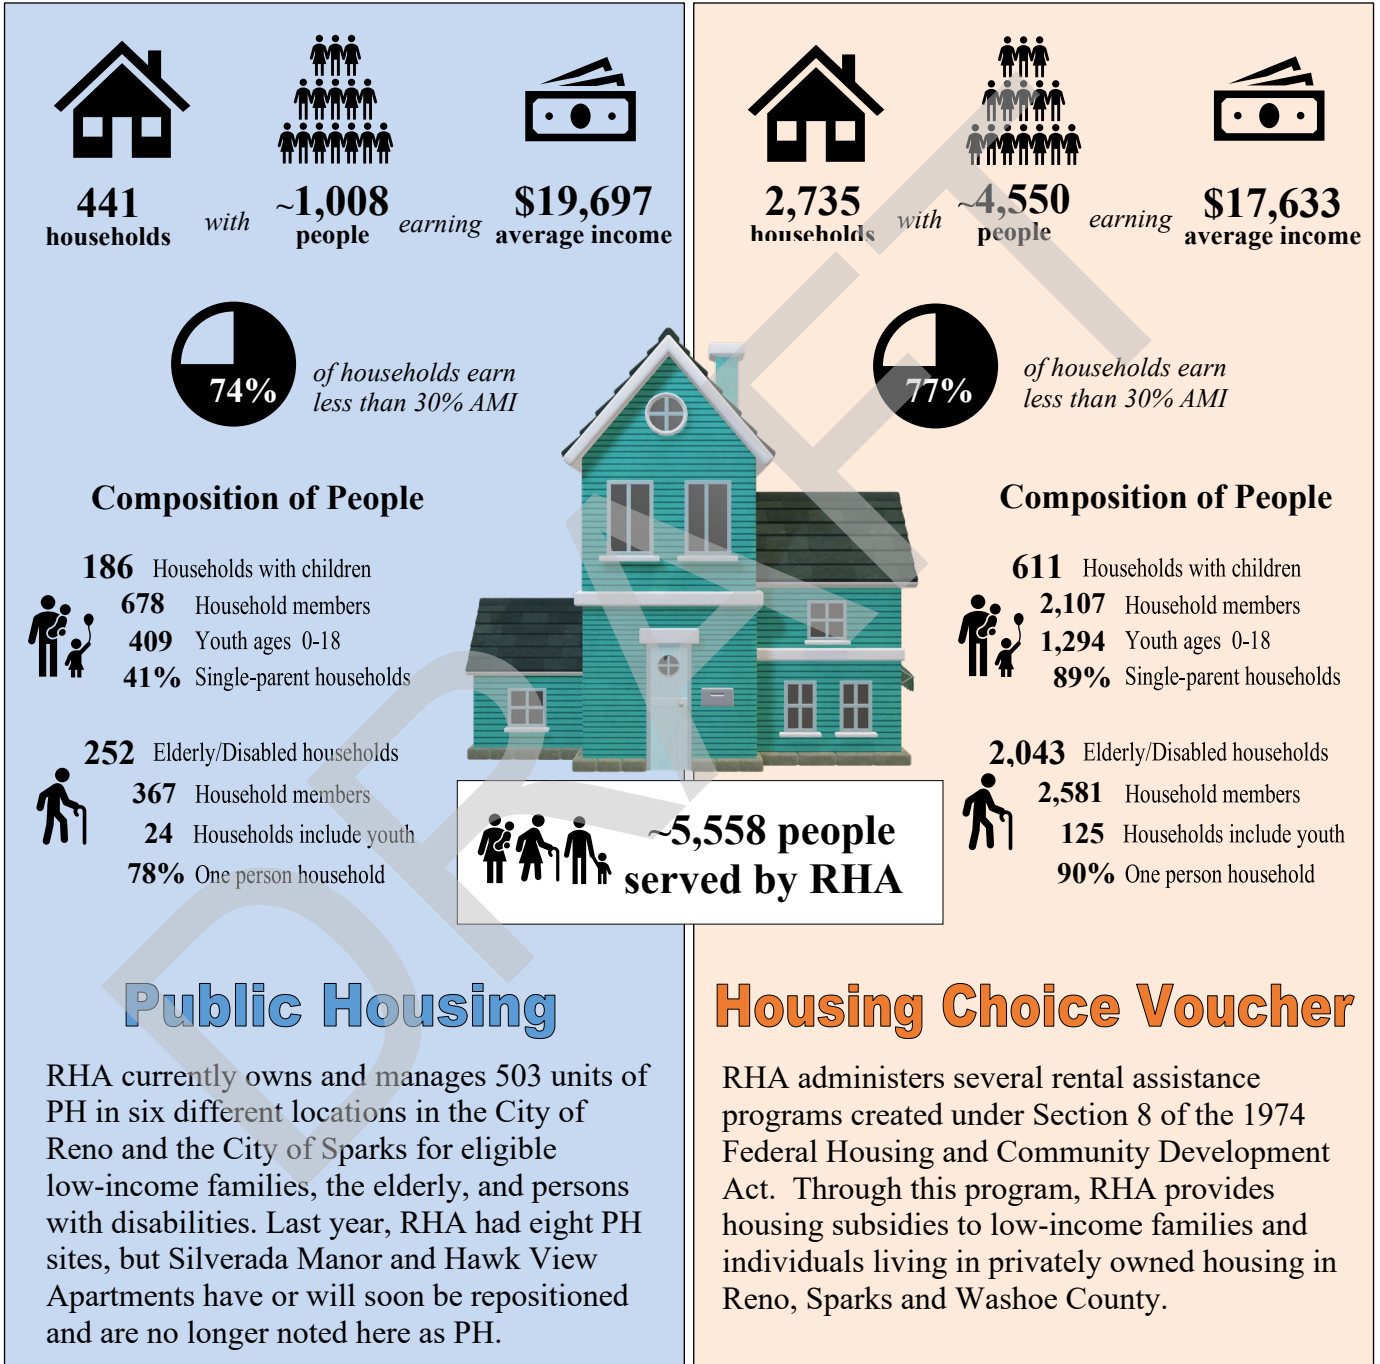 441
households
with
~1,008
people
earning
$19,697
average income
74%
of households earn
less than 30% AMI
Composition of People
186 Households with children
678 Household members
409 Youth ages 0-18
41% Single-parent households
252 Elderly/Disabled households
367 Household members
24 Households include youth
78% One person household
Public Housing
RHA currently owns and manages 503 units of
PH in six different locations in the City of
Reno and the City of Sparks for eligible
low-income families, the elderly, and persons
with disabilities. Last year, RHA had eight PH
sites, but Silverada Manor and Hawk View
Apartments have or will soon be repositioned
and are no longer noted here as PH.
2,735
households
with
~4,550
people
earning
$17,633
average income
77%
of households earn
less than 30% AMI
Composition of People
611 Households with children
2,107 Household members
1,294 Youth ages 0-18
89% Single-parent households
2,043 Elderly/Disabled households
2,581 Household members
125 Households include youth
90% One person household
~5,558 people
served by RHA
Housing Choice Voucher
RHA administers several rental assistance
programs created under Section 8 of the 1974
Federal Housing and Community Development
Act. Through this program, RHA provides
housing subsidies to low-income families and
individuals living in privately owned housing in
Reno, Sparks and Washoe County.
DRAFT